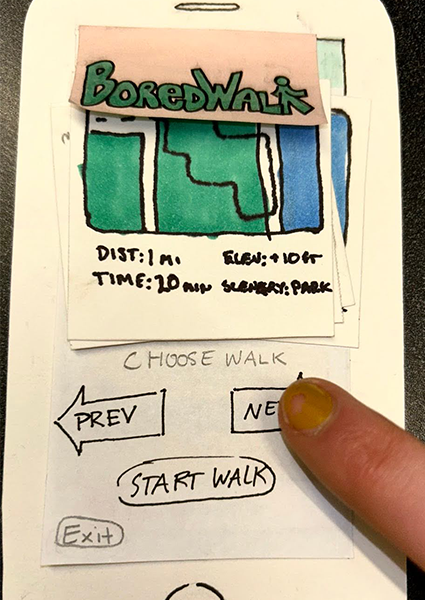 BOREDWALK
DIST: 1 MI ELEV: +10 FT
TIME: 20 MIN SCENERY: PARK
CHOOSE WALK
PREV NE
START WALK
Exit